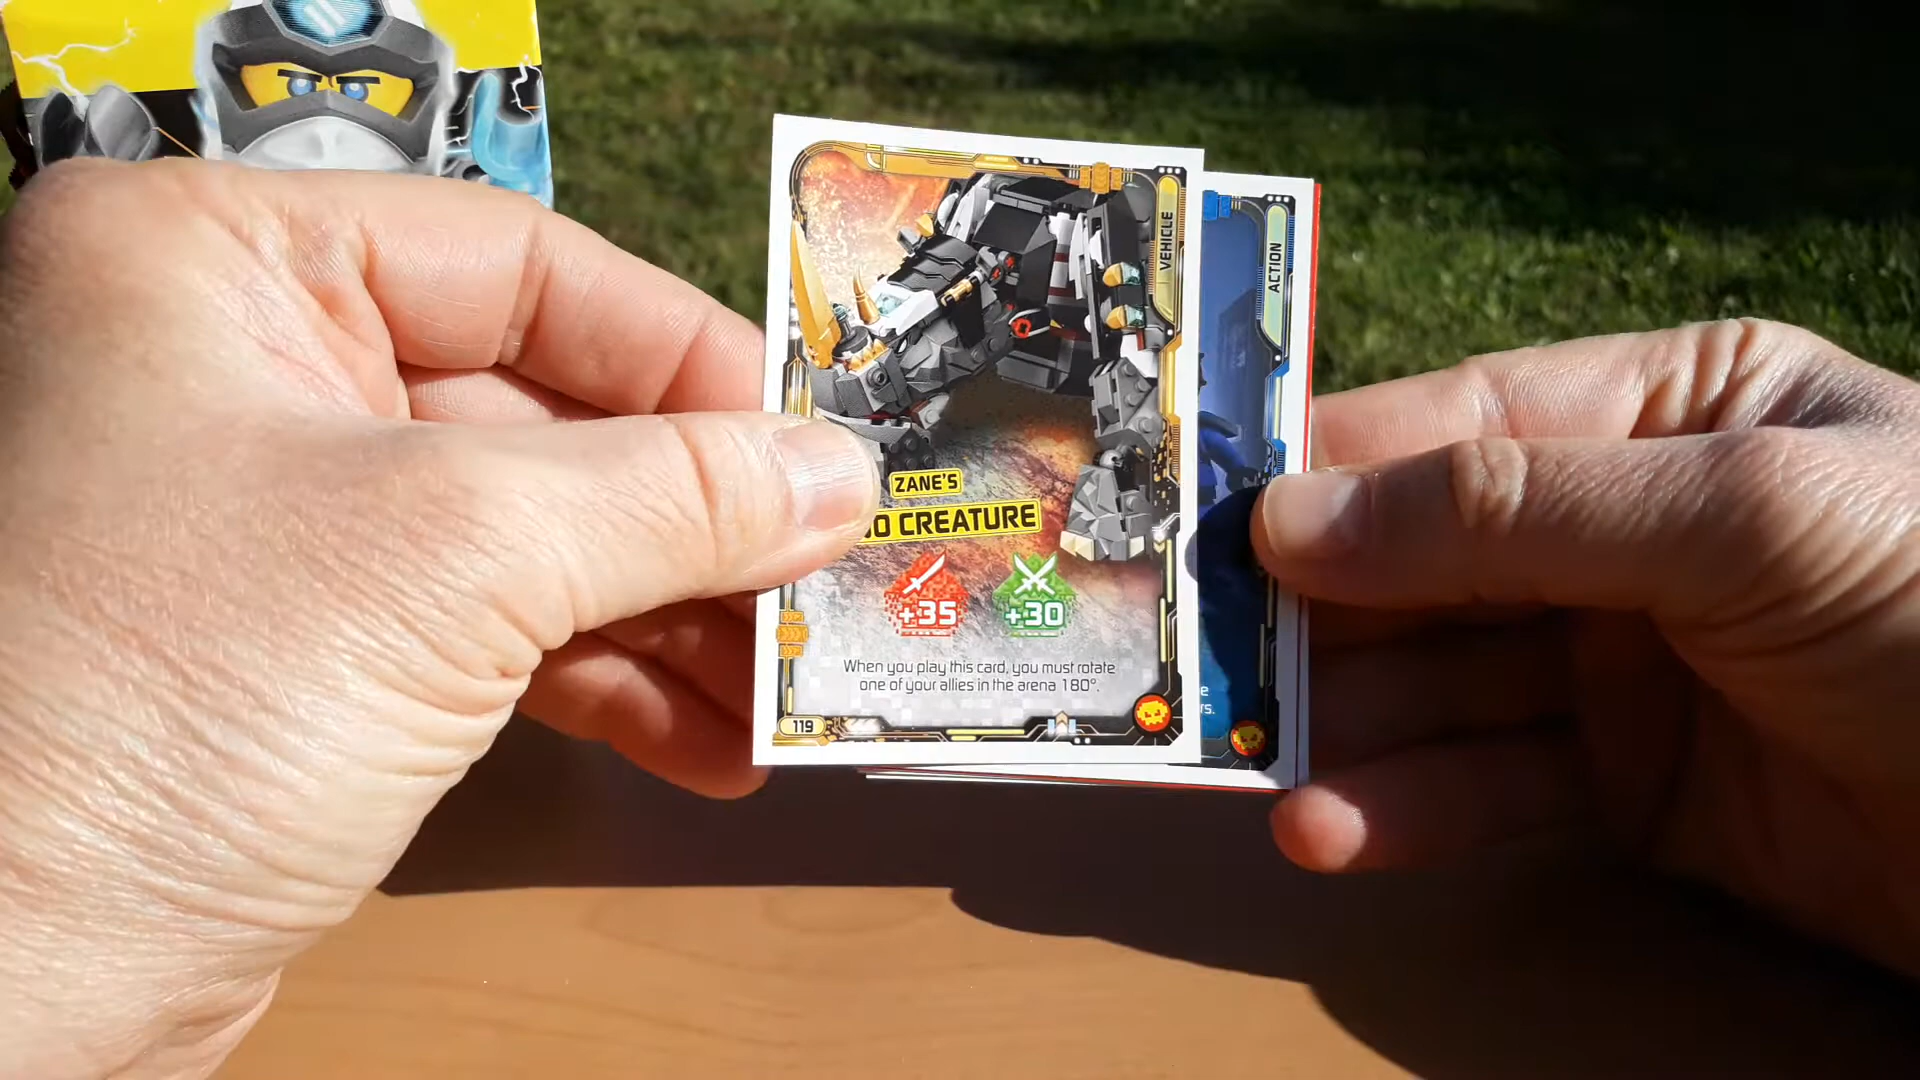 VEHICLE
ACTION
ZANE'S
O CREATURE
+35
+30
When you play this card, you must rotate
one of your allies in the arena 180°.
rs.
119